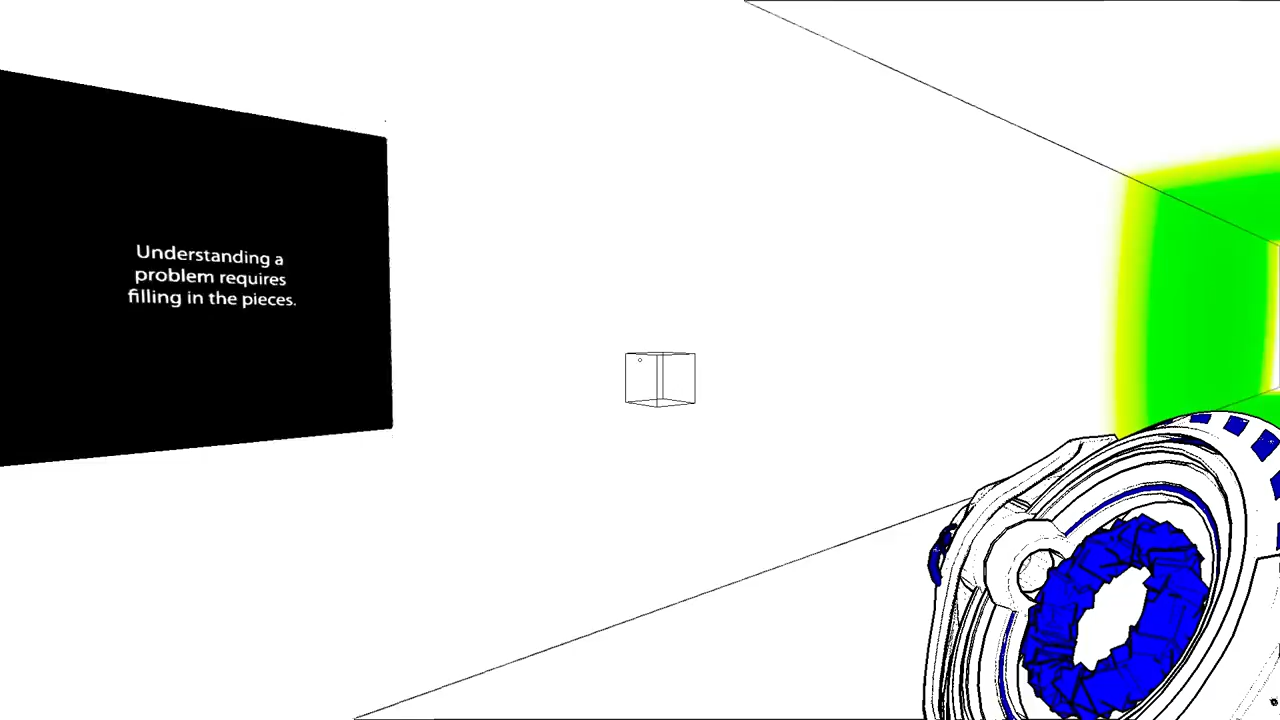 Understanding a
problem requires
filling in the pieces.